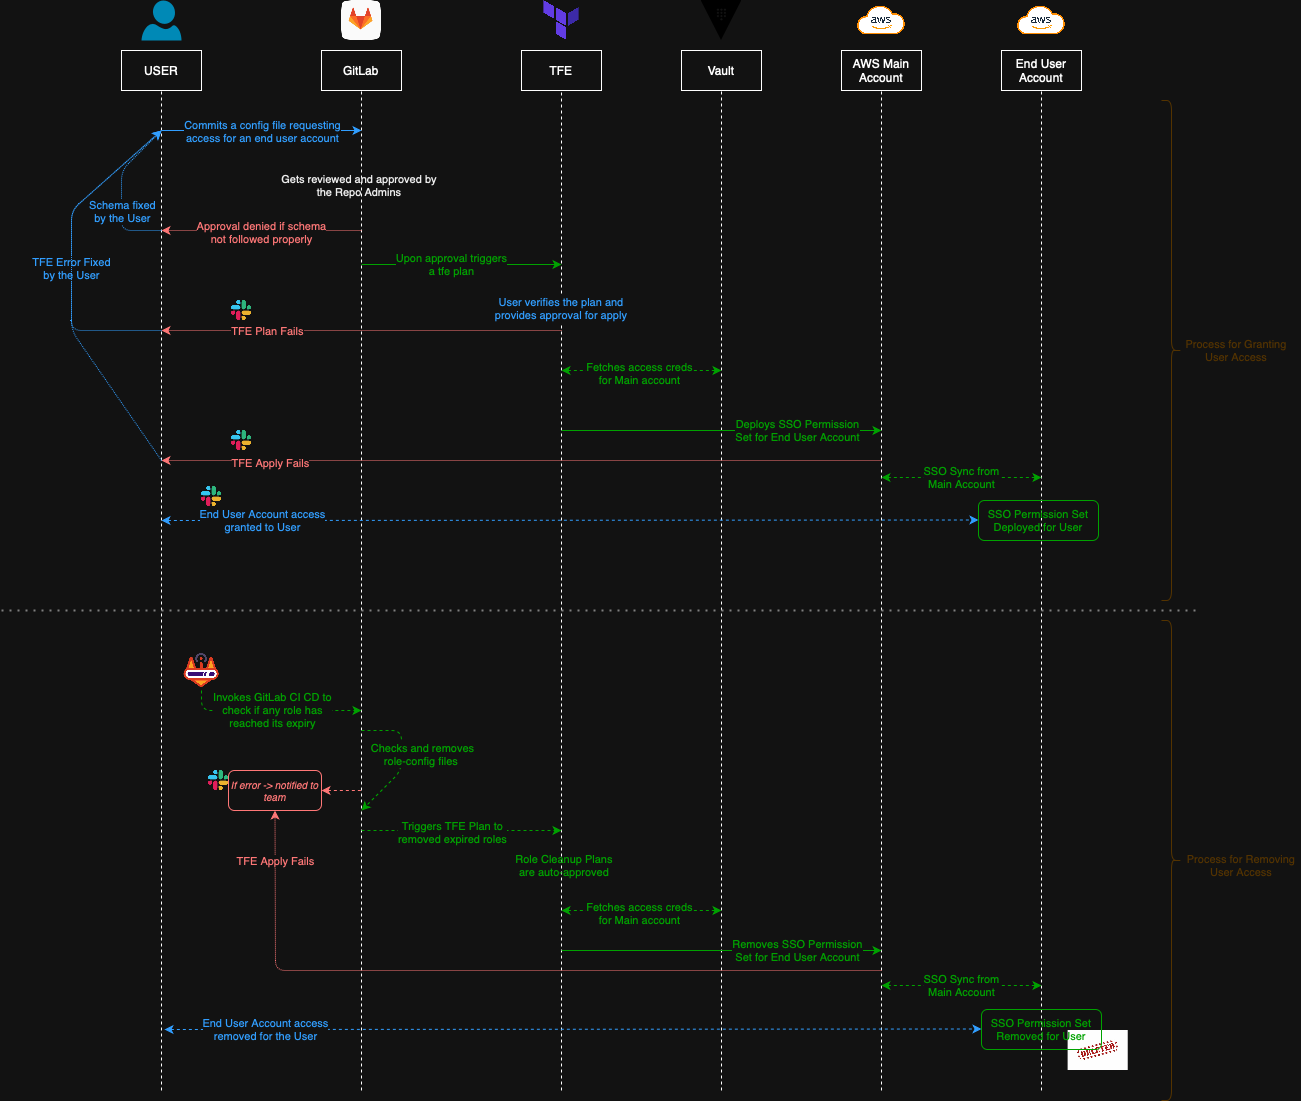 aws
aws
USER
GitLab
TFE
Vault
AWS Main
Account
End User
Account
Commits a config file requesting
access for an end user account
Gets reviewed and approved by
the Repo Admins
Schema fixed
by the User
Approval denied if schema
not followed properly
TFE Error Fixed
by the User
Upon approval triggers
a tfe plan
User verifies the plan and
provides approval for apply
TFE Plan Fails
Process for Granting
User Access
Fetches access creds
for Main account
Deploys SSO Permission
Set for End User Account
TFE Apply Fails
SSO Sync from
Main Account
End User Account access
granted to User
SSO Permission Set
Deployed for User
Invokes GitLab CI CD to
check if any role has
reached its expiry
Checks and removes
role-config files
If error -> notified to
team
Triggers TFE Plan to
removed expired roles
TFE Apply Fails
Role Cleanup Plans
are auto-approved
Process for Removing
User Access
Fetches access creds
for Main account
Removes SSO Permission
Set for End User Account
SSO Sync from
Main Account
End User Account access
removed for the User
SSO Permission Set
Removed for User
DELETED